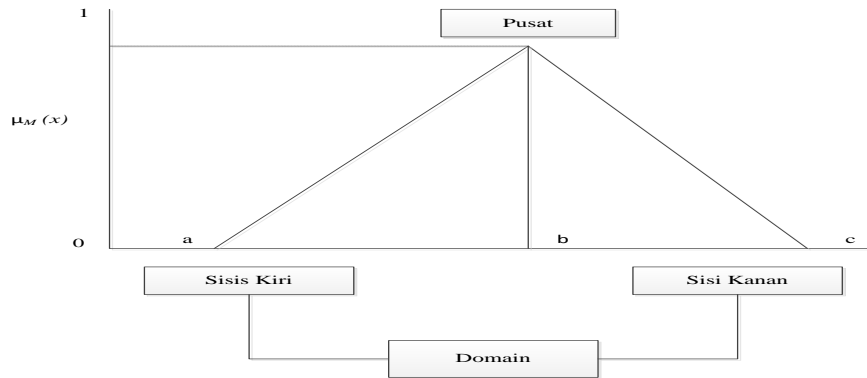 1
Pusat
μM (x)
0
a
b
c
Sisis Kiri
Sisi Kanan
Domain